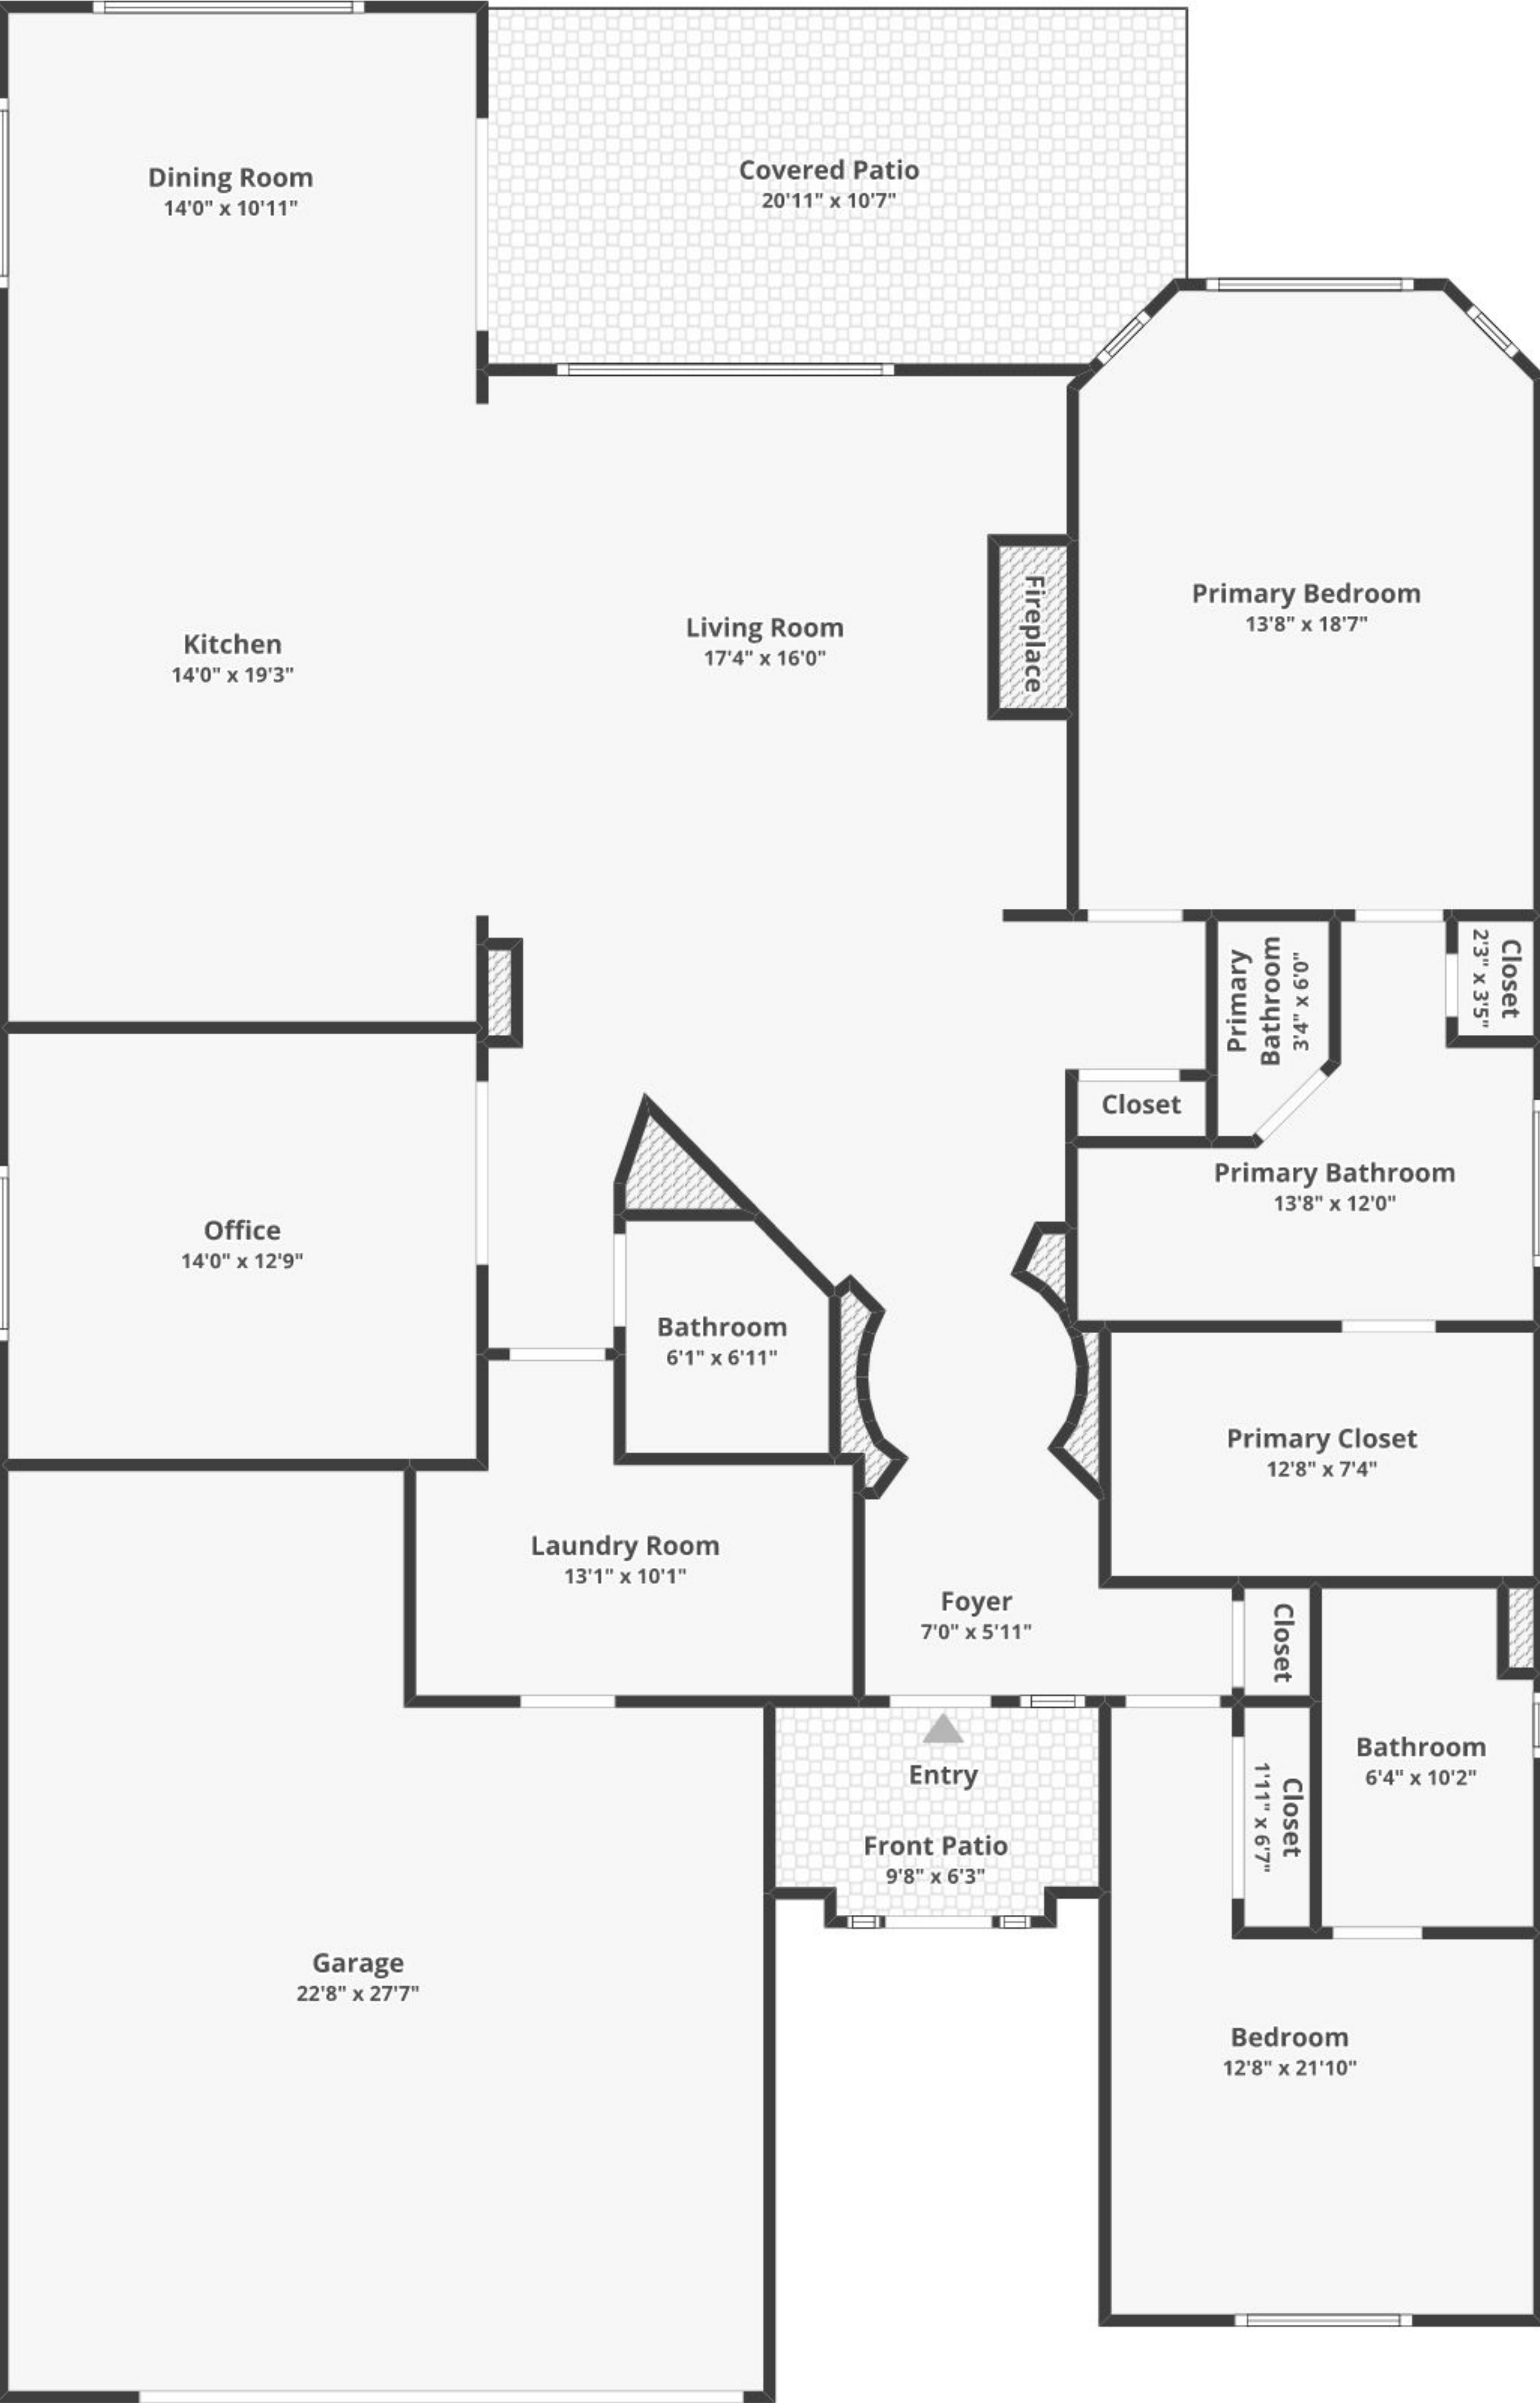 Dining Room
14'0" x 10'11"
Covered Patio
20'11" x 10'7"
Kitchen
14'0" x 19'3"
Living Room
17'4" x 16'0"
Fireplace
Primary Bedroom
13'8" x 18'7"
Primary
Bathroom
3'4" x 6'0"
Closet
2'3" x 3'5"
Closet
Primary Bathroom
13'8" x 12'0"
Office
14'0" x 12'9"
Bathroom
6'1" x 6'11"
Primary Closet
12'8" x 7'4"
Laundry Room
13'1" x 10'1"
Foyer
7'0" x 5'11"
Closet
Entry
Front Patio
9'8" x 6'3"
Closet
1'11" x 6'7"
Bathroom
6'4" x 10'2"
Garage
22'8" x 27'7"
Bedroom
12'8" x 21'10"